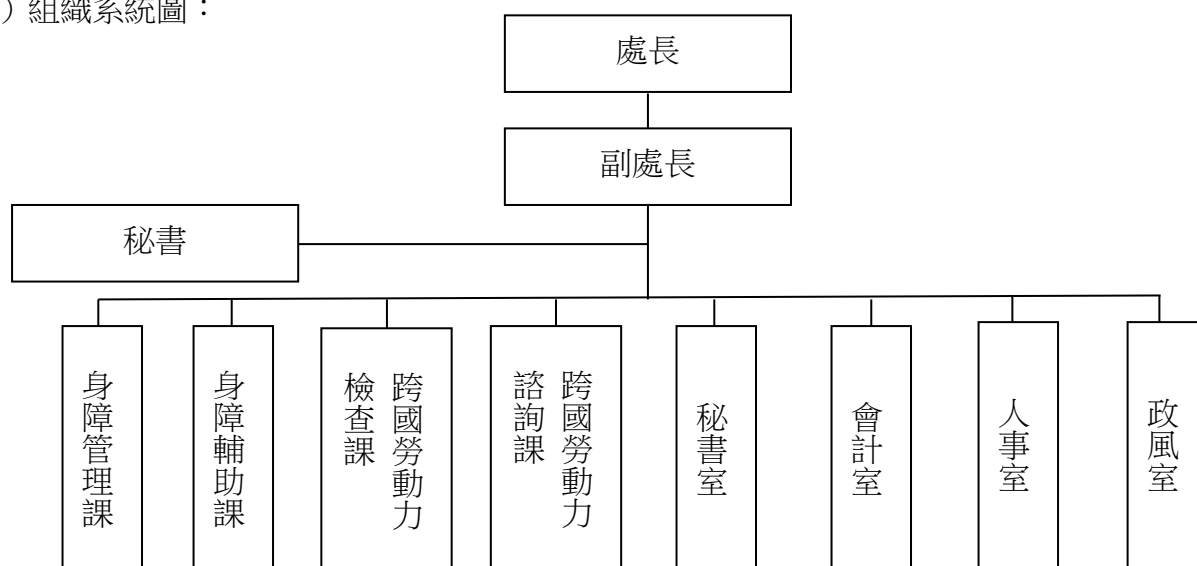 ）組織系統圖：
處長
副處長
秘書
身障管理課
身障輔助課
跨國勞動力
檢查課
跨國勞動力
諮詢課
秘書室
會計室
人事室
政風室